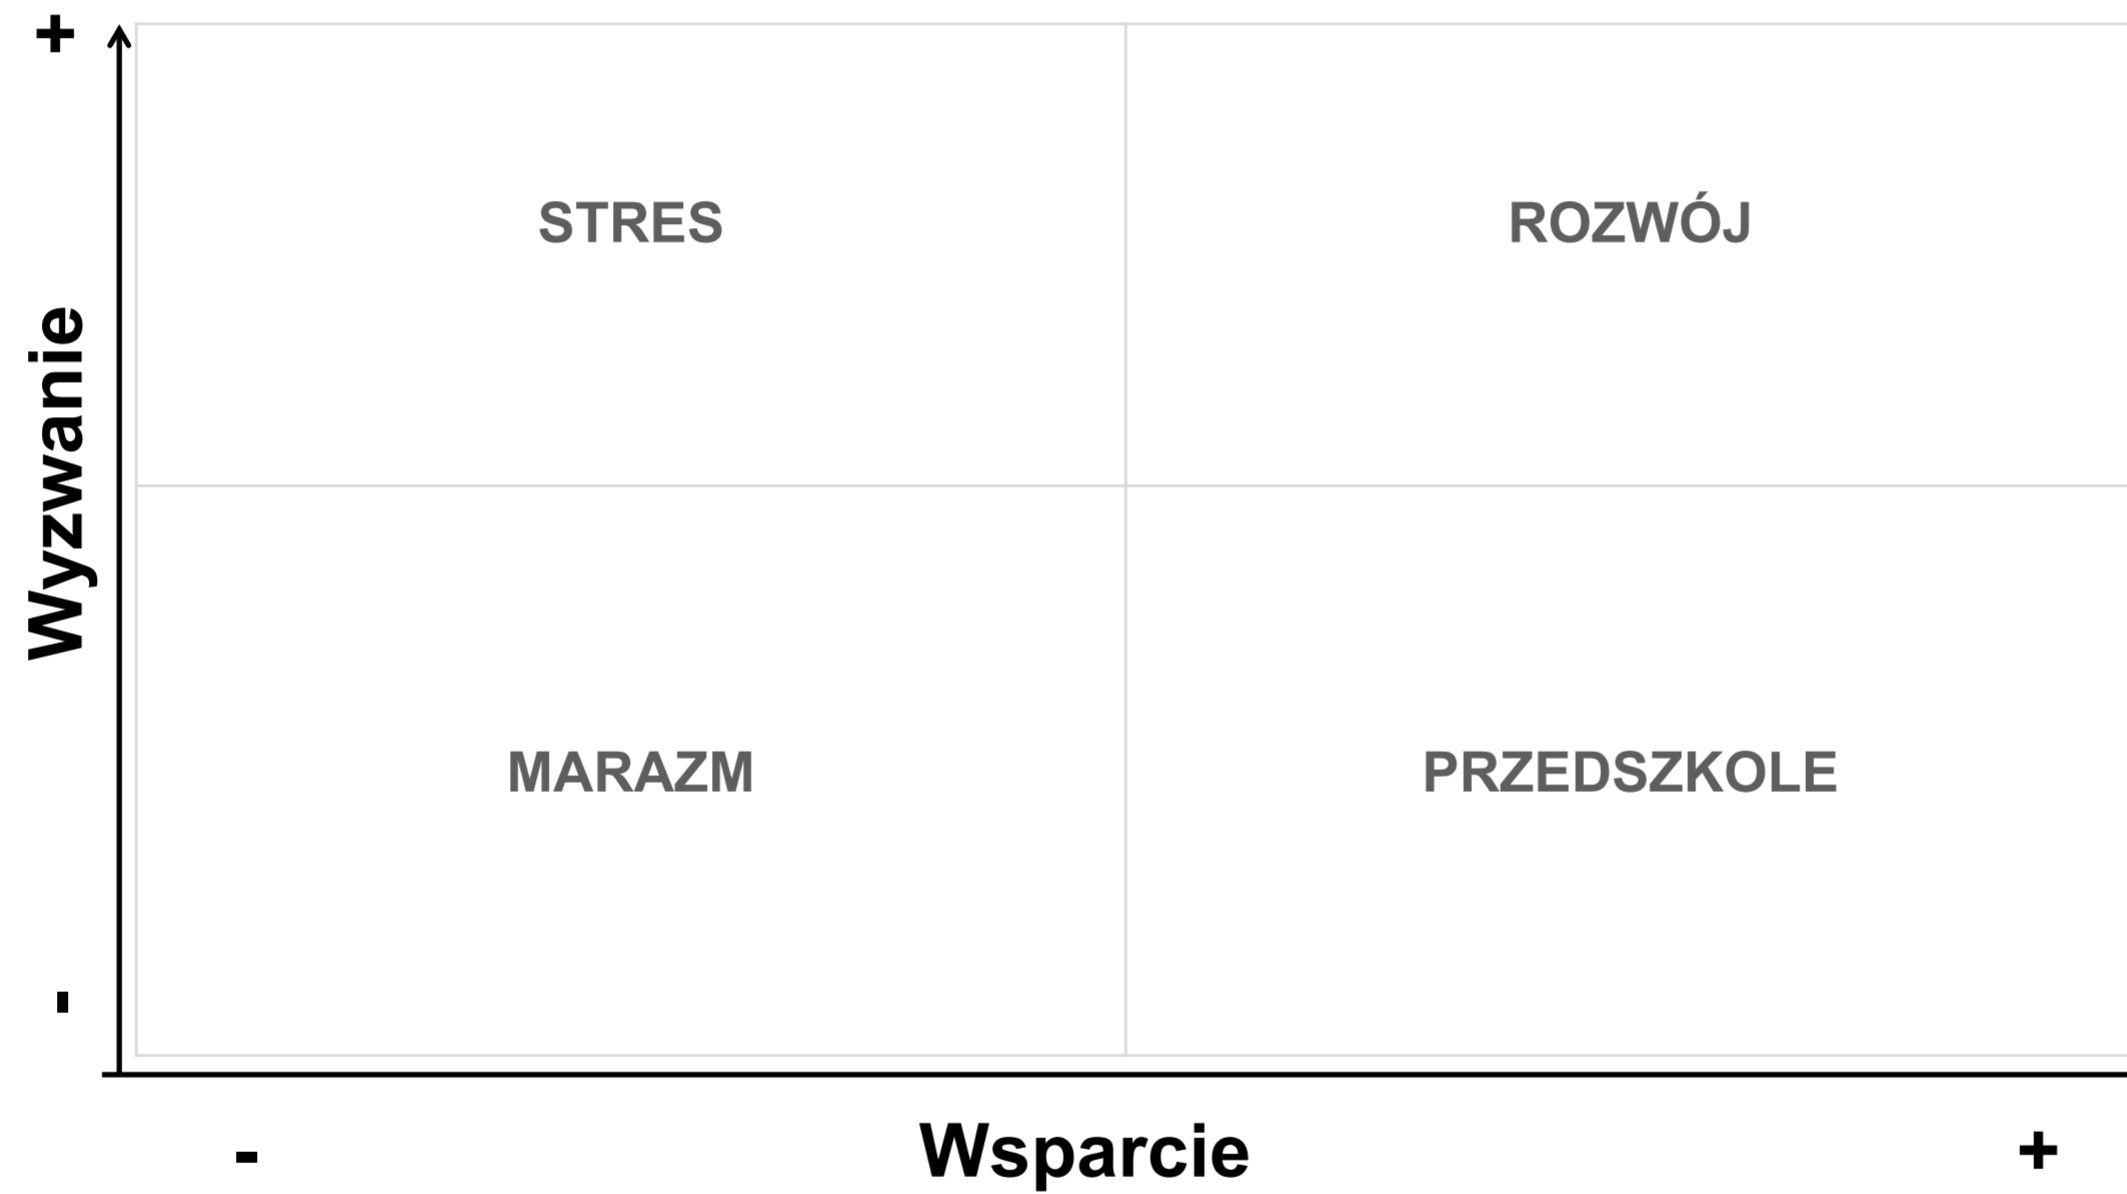 +
STRES
ROZWÓJ
Wyzwanie
MARAZM
PRZEDSZKOLE
-
-
Wsparcie
+